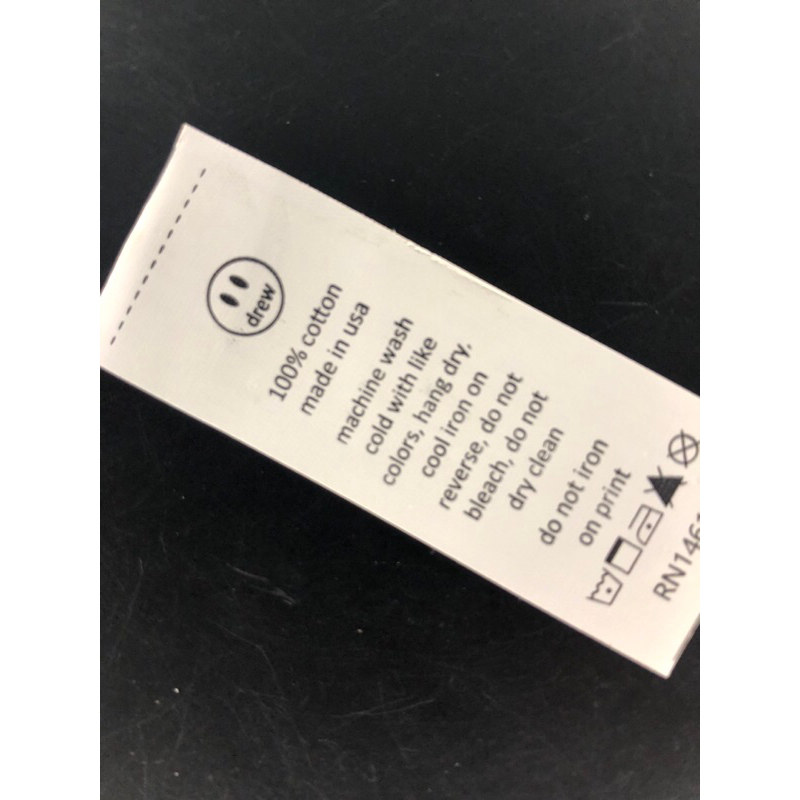 drew
100% cotton
made in usa
machine wash
cold with like
colors, hang dry,
cool iron on
reverse, do not
bleach, do not
dry clean
do not iron
on print